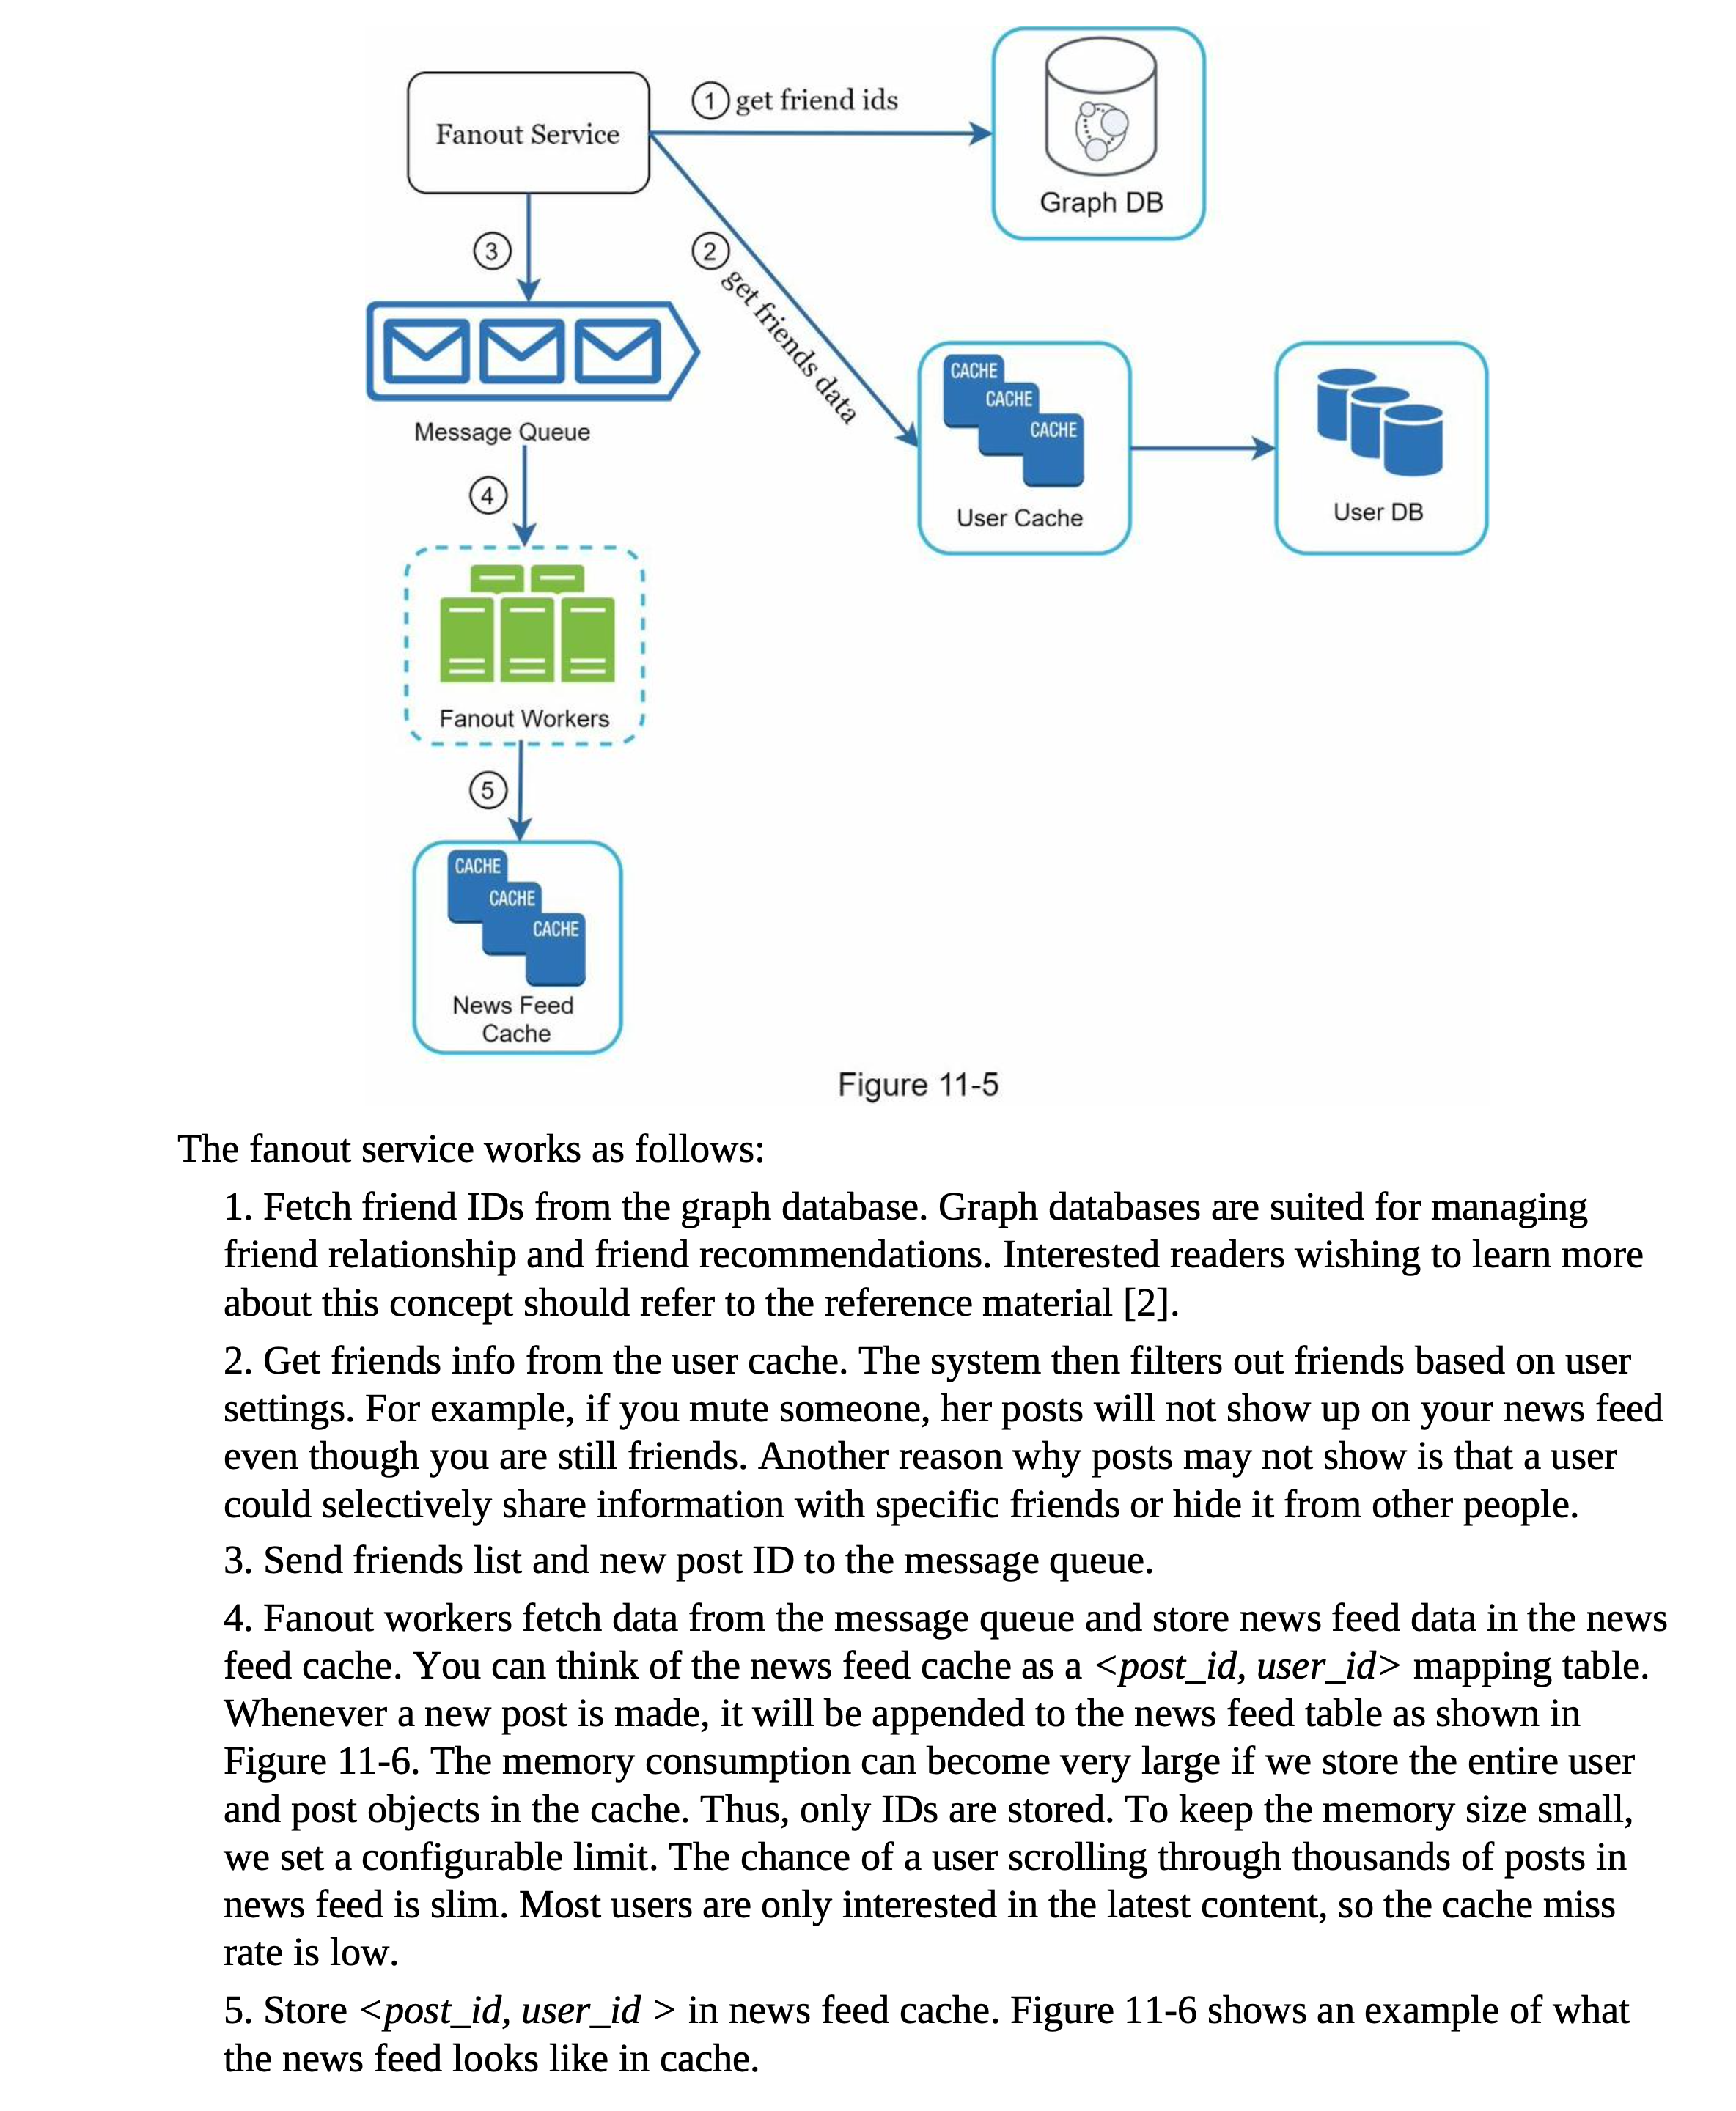 Fanout Service
1 get friend ids
Graph DB
3
2 get friends data
Message Queue
CACHE
CACHE
CACHE
User Cache
User DB
4
Fanout Workers
5
CACHE
CACHE
CACHE
News Feed
Cache
Figure 11-5
The fanout service works as follows:
1. Fetch friend IDs from the graph database. Graph databases are suited for managing
friend relationship and friend recommendations. Interested readers wishing to learn more
about this concept should refer to the reference material [2].
2. Get friends info from the user cache. The system then filters out friends based on user
settings. For example, if you mute someone, her posts will not show up on your news feed
even though you are still friends. Another reason why posts may not show is that a user
could selectively share information with specific friends or hide it from other people.
3. Send friends list and new post ID to the message queue.
4. Fanout workers fetch data from the message queue and store news feed data in the news
feed cache. You can think of the news feed cache as a <post_id, user_id> mapping table.
Whenever a new post is made, it will be appended to the news feed table as shown in
Figure 11-6. The memory consumption can become very large if we store the entire user
and post objects in the cache. Thus, only IDs are stored. To keep the memory size small,
we set a configurable limit. The chance of a user scrolling through thousands of posts in
news feed is slim. Most users are only interested in the latest content, so the cache miss
rate is low.
5. Store <post_id, user_id > in news feed cache. Figure 11-6 shows an example of what
the news feed looks like in cache.